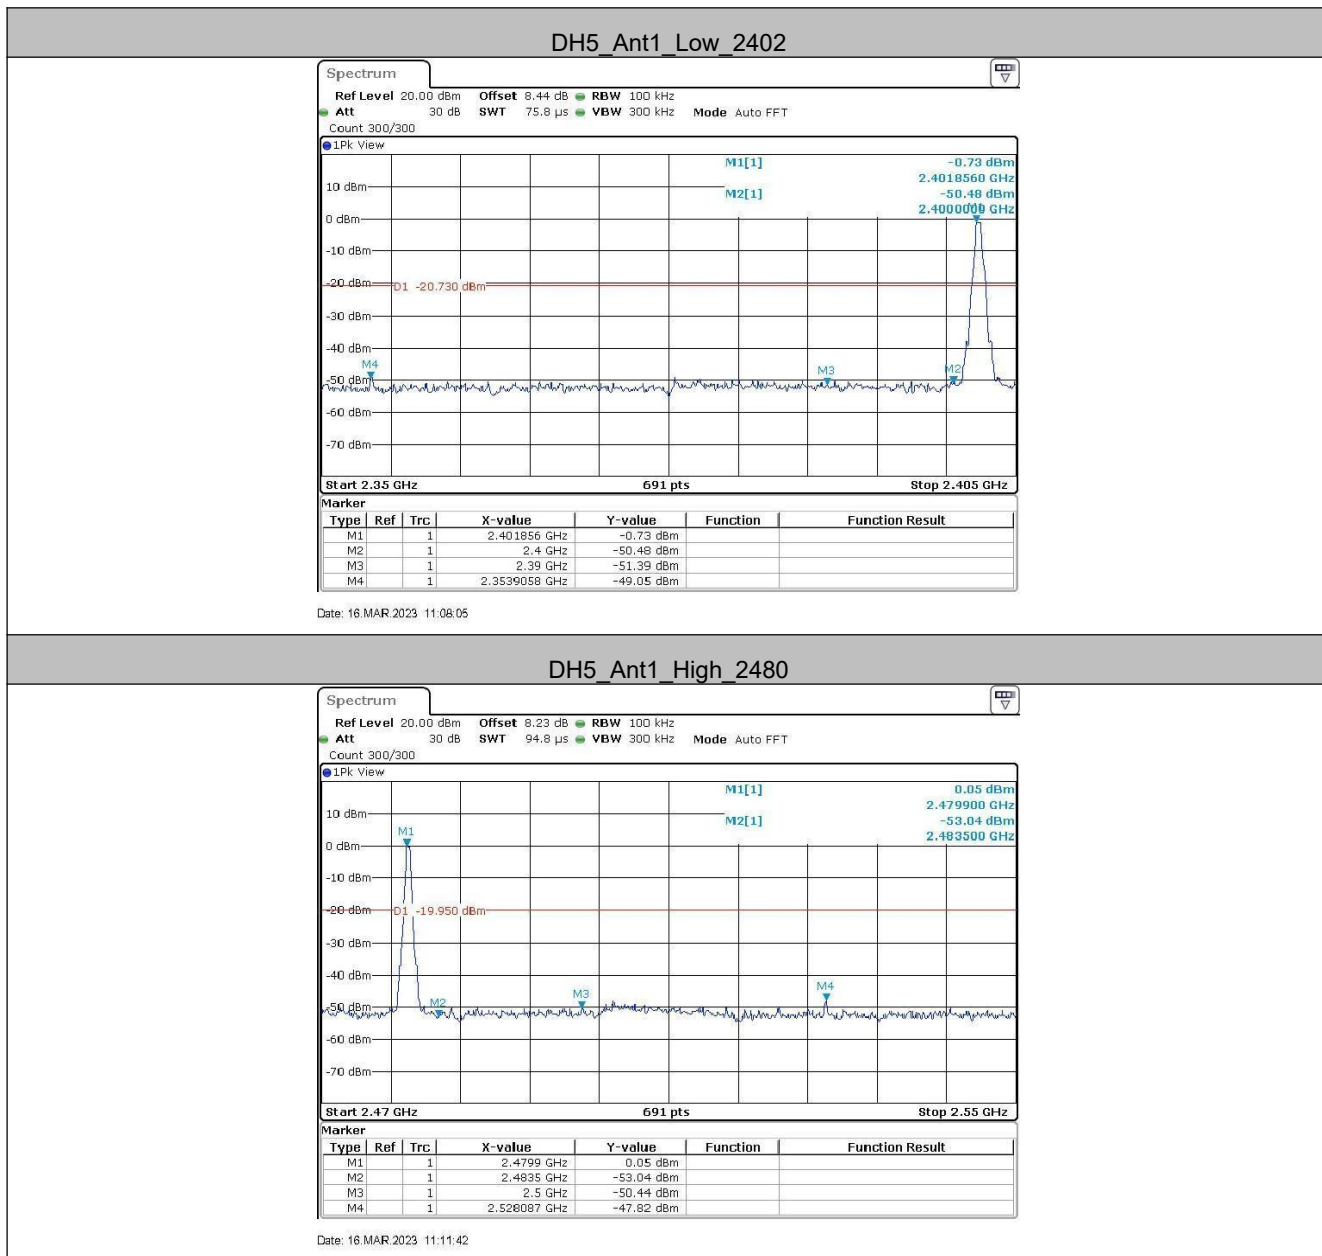 DH5_Ant1_Low_2402
Spectrum
Ref Level 20.00 dBm Offset 8.44 dB RBW 100 kHz
Att 30 dB SWT 75.8 µs VBW 300 kHz Mode Auto FFT
Count 300/300
1Pk View
M1[1] -0.73 dBm
2.4018560 GHz
10 dBm
M2[1] -50.48 dBm
2.4000000 GHz
M1
0 dBm
-10 dBm
-20 dBm
D1 -20.730 dBm
-30 dBm
-40 dBm
M4
M3
M2
-50 dBm
-60 dBm
-70 dBm
Start 2.35 GHz 691 pts Stop 2.405 GHz
Marker
Type Ref Trc X-value Y-value Function Function Result
M1 1 2.401856 GHz -0.73 dBm
M2 1 2.4 GHz -50.48 dBm
M3 1 2.39 GHz -51.39 dBm
M4 1 2.3539058 GHz -49.05 dBm
Date: 16.MAR.2023 11:08:05
DH5_Ant1_High_2480
Spectrum
Ref Level 20.00 dBm Offset 8.23 dB RBW 100 kHz
Att 30 dB SWT 94.8 µs VBW 300 kHz Mode Auto FFT
Count 300/300
1Pk View
M1[1] 0.05 dBm
2.479900 GHz
10 dBm
M2[1] -53.04 dBm
2.483500 GHz
M1
0 dBm
-10 dBm
-20 dBm
D1 -19.950 dBm
-30 dBm
-40 dBm
M4
M3
M2
-50 dBm
-60 dBm
-70 dBm
Start 2.47 GHz 691 pts Stop 2.55 GHz
Marker
Type Ref Trc X-value Y-value Function Function Result
M1 1 2.4799 GHz 0.05 dBm
M2 1 2.4835 GHz -53.04 dBm
M3 1 2.5 GHz -50.44 dBm
M4 1 2.528087 GHz -47.82 dBm
Date: 16.MAR.2023 11:11:42